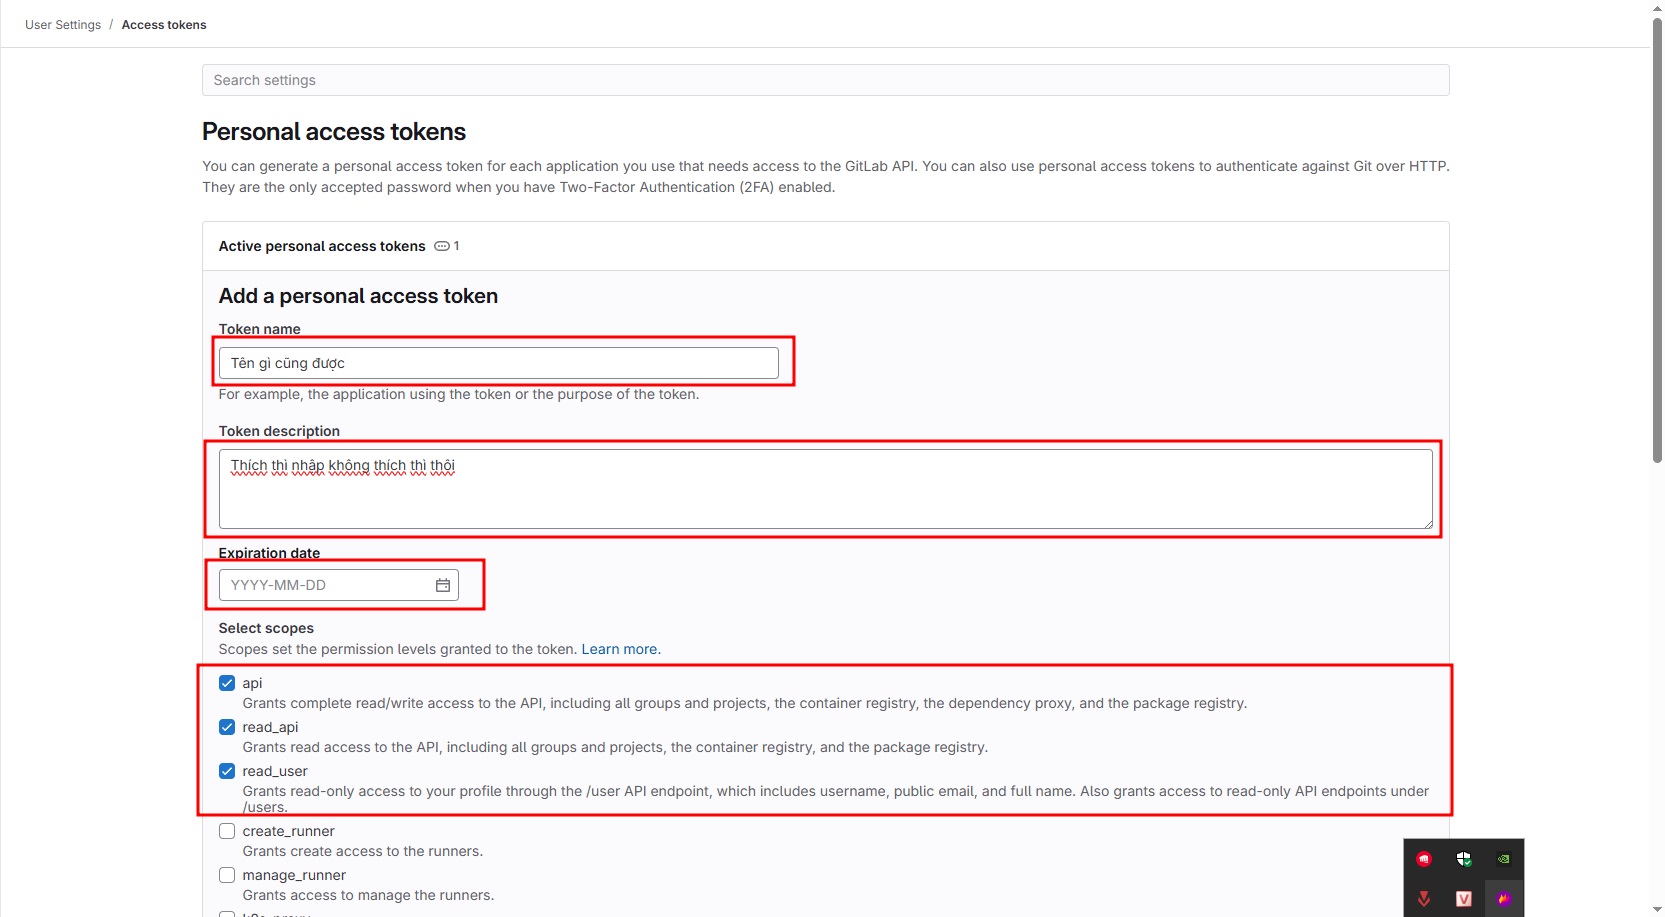 User Settings / Access tokens
Search settings
Personal access tokens
You can generate a personal access token for each application you use that needs access to the GitLab API. You can also use personal access tokens to authenticate against Git over HTTP.
They are the only accepted password when you have Two-Factor Authentication (2FA) enabled.
Active personal access tokens 1
Add a personal access token
Token name
Tên gì cũng được
For example, the application using the token or the purpose of the token.
Token description
Thích thì nhập không thích thì thôi
Expiration date
YYYY-MM-DD
Select scopes
Scopes set the permission levels granted to the token. Learn more.
api
Grants complete read/write access to the API, including all groups and projects, the container registry, the dependency proxy, and the package registry.
read_api
Grants read access to the API, including all groups and projects, the container registry, and the package registry.
read_user
Grants read-only access to your profile through the /user API endpoint, which includes username, public email, and full name. Also grants access to read-only API endpoints under
/users.
create_runner
Grants create access to the runners.
manage_runner
Grants access to manage the runners.